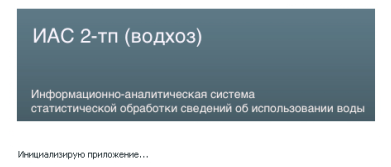 ИАС 2-тп (водхоз)
Информационно-аналитическая система
статистической обработки сведений об использовании воды
Инициализирую приложение...